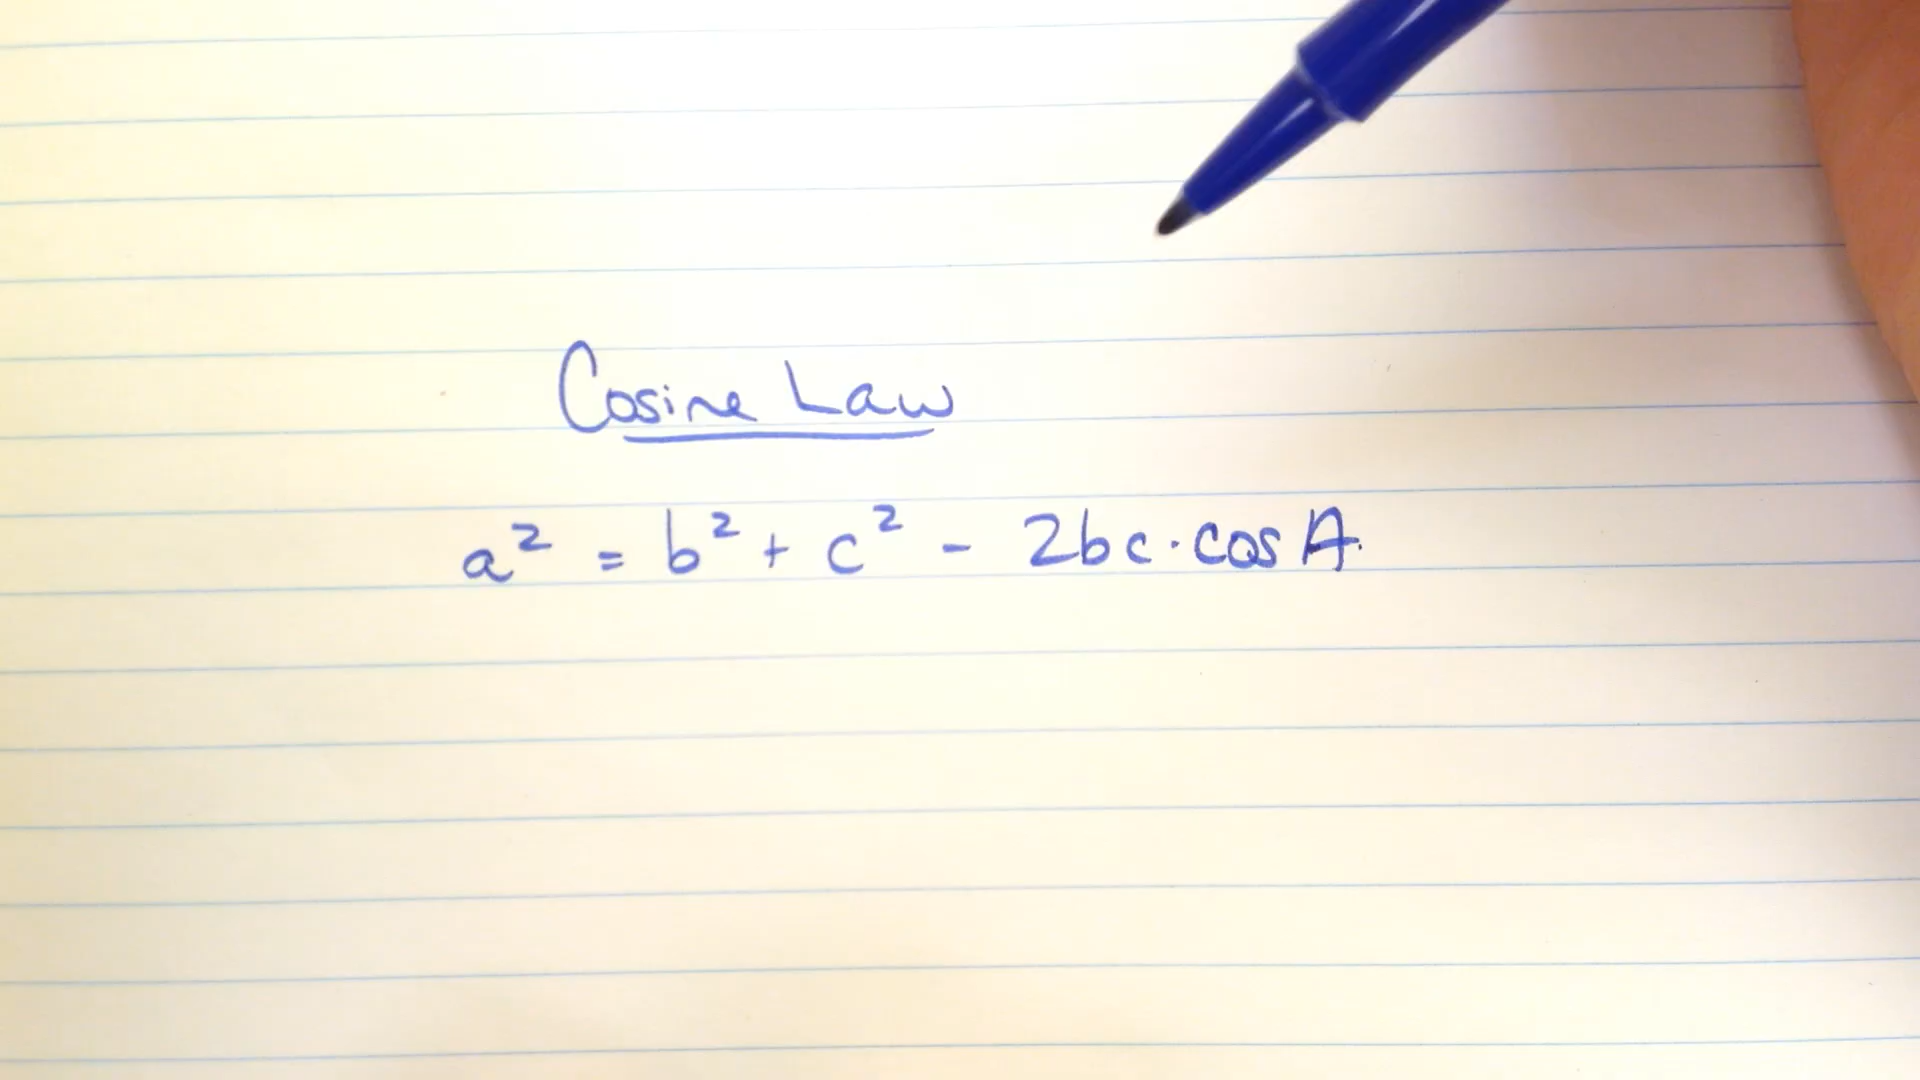 Cosine Law
a² = b² + c² - 2bc·cos A.